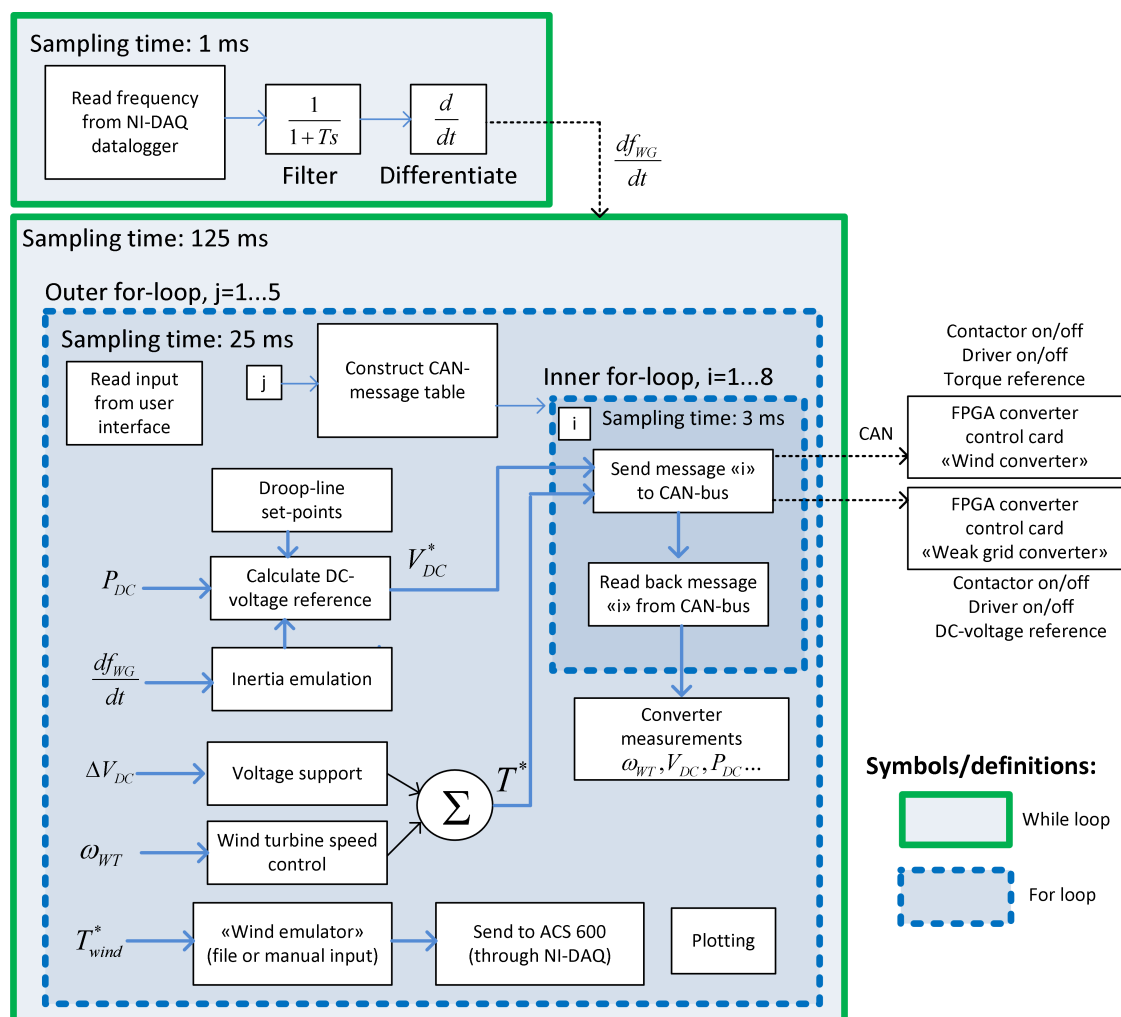 Sampling time: 1 ms
Read frequency
from NI-DAQ
datalogger
1
1+Ts
Filter
d
dt
Differentiate
df_WG
dt
Sampling time: 125 ms
Outer for-loop, j=1...5
Sampling time: 25 ms
Read input
from user
interface
j
Construct CAN-
message table
Inner for-loop, i=1...8
i
Sampling time: 3 ms
Send message «i»
to CAN-bus
Read back message
«i» from CAN-bus
Converter
measurements
ω_WT, V_DC, P_DC...
Droop-line
set-points
P_DC
Calculate DC-
voltage reference
V*_DC
df_WG
dt
Inertia emulation
ΔV_DC
Voltage support
ω_WT
Wind turbine speed
control
Σ
T*
T*_wind
«Wind emulator»
(file or manual input)
Send to ACS 600
(through NI-DAQ)
Plotting
CAN
Contactor on/off
Driver on/off
Torque reference
FPGA converter
control card
«Wind converter»
FPGA converter
control card
«Weak grid converter»
Contactor on/off
Driver on/off
DC-voltage reference
Symbols/definitions:
While loop
For loop